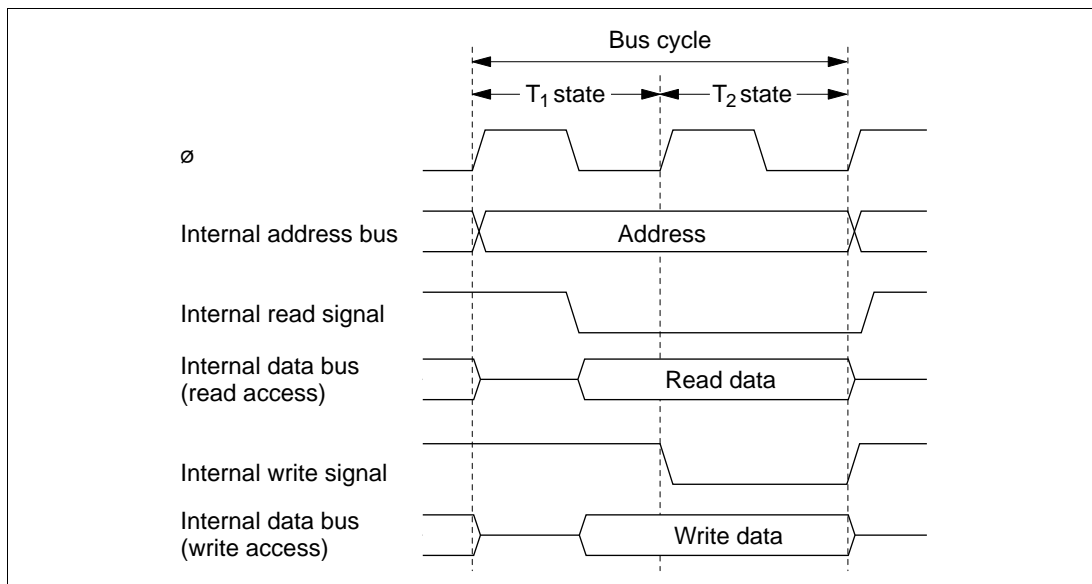 Bus cycle
T1 state
T2 state
ø
Internal address bus
Address
Internal read signal
Internal data bus
(read access)
Read data
Internal write signal
Internal data bus
(write access)
Write data